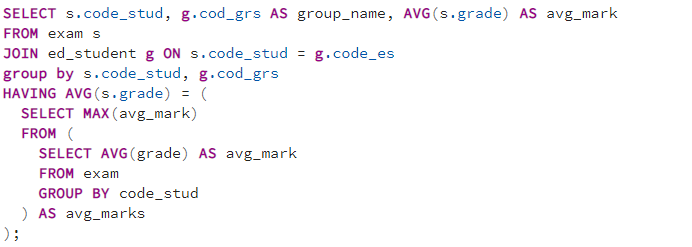 SELECT s.code_stud, g.cod_grs AS group_name, AVG(s.grade) AS avg_mark
FROM exam s
JOIN ed_student g ON s.code_stud = g.code_es
group by s.code_stud, g.cod_grs
HAVING AVG(s.grade) = (
  SELECT MAX(avg_mark)
  FROM (
    SELECT AVG(grade) AS avg_mark
    FROM exam
    GROUP BY code_stud
  ) AS avg_marks
);